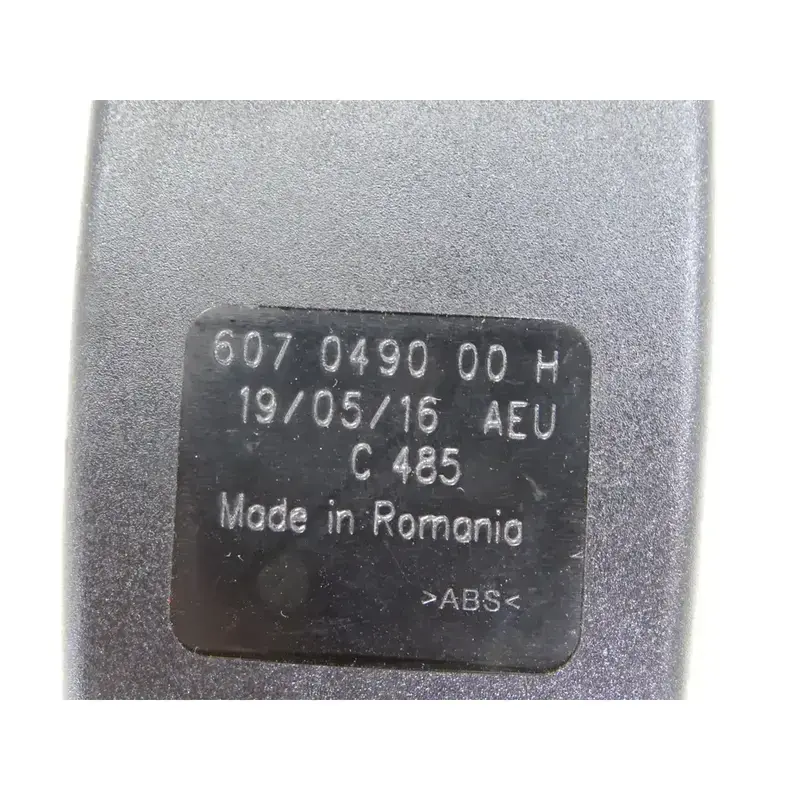 607 0490 00 H
19/05/16 AEU
C 485
Made in Romania
>ABS<